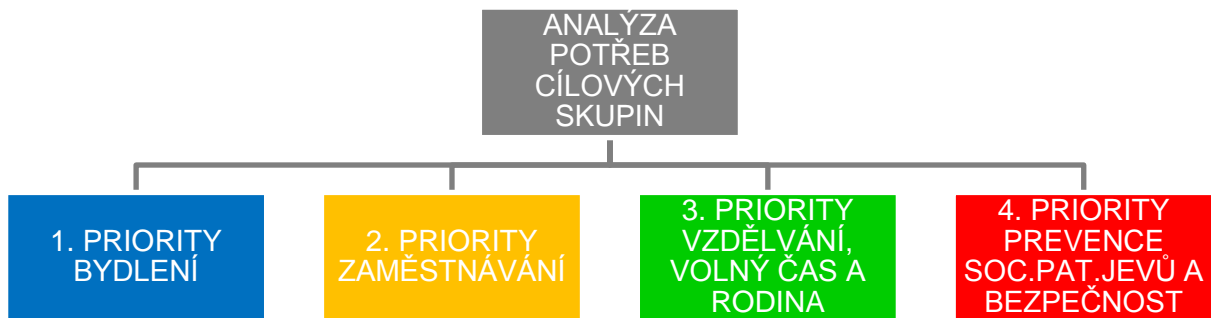 ANALÝZA
POTŘEB
CÍLOVÝCH
SKUPIN
1. PRIORITY
BYDLENÍ
2. PRIORITY
ZAMĚSTNÁVÁNÍ
3. PRIORITY
VZDĚLVÁNÍ,
VOLNÝ ČAS A
RODINA
4. PRIORITY
PREVENCE
SOC.PAT.JEVŮ A
BEZPEČNOST